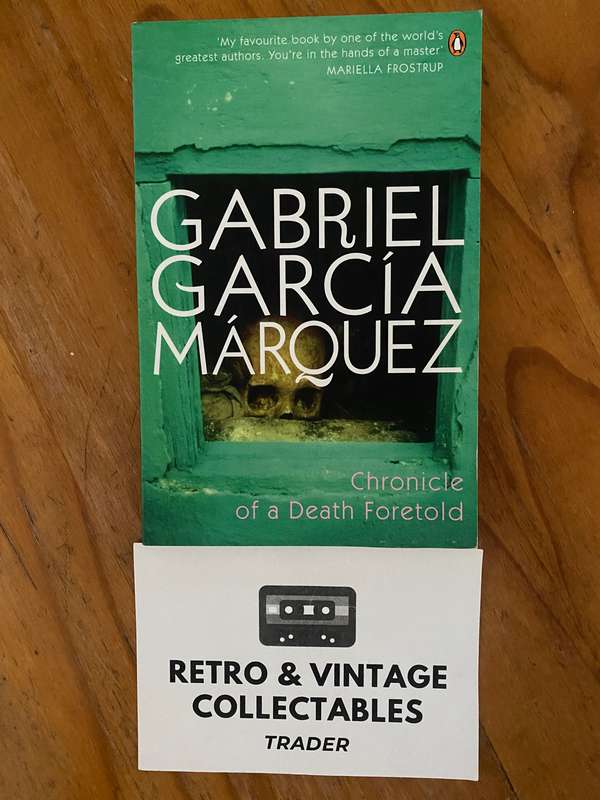 'My favourite book by one of the world's
greatest authors. You're in the hands of a master'
MARIELLA FROSTRUP
GABRIEL
GARCÍA
MÁRQUEZ
Chronicle
of a Death Foretold
RETRO & VINTAGE
COLLECTABLES
TRADER